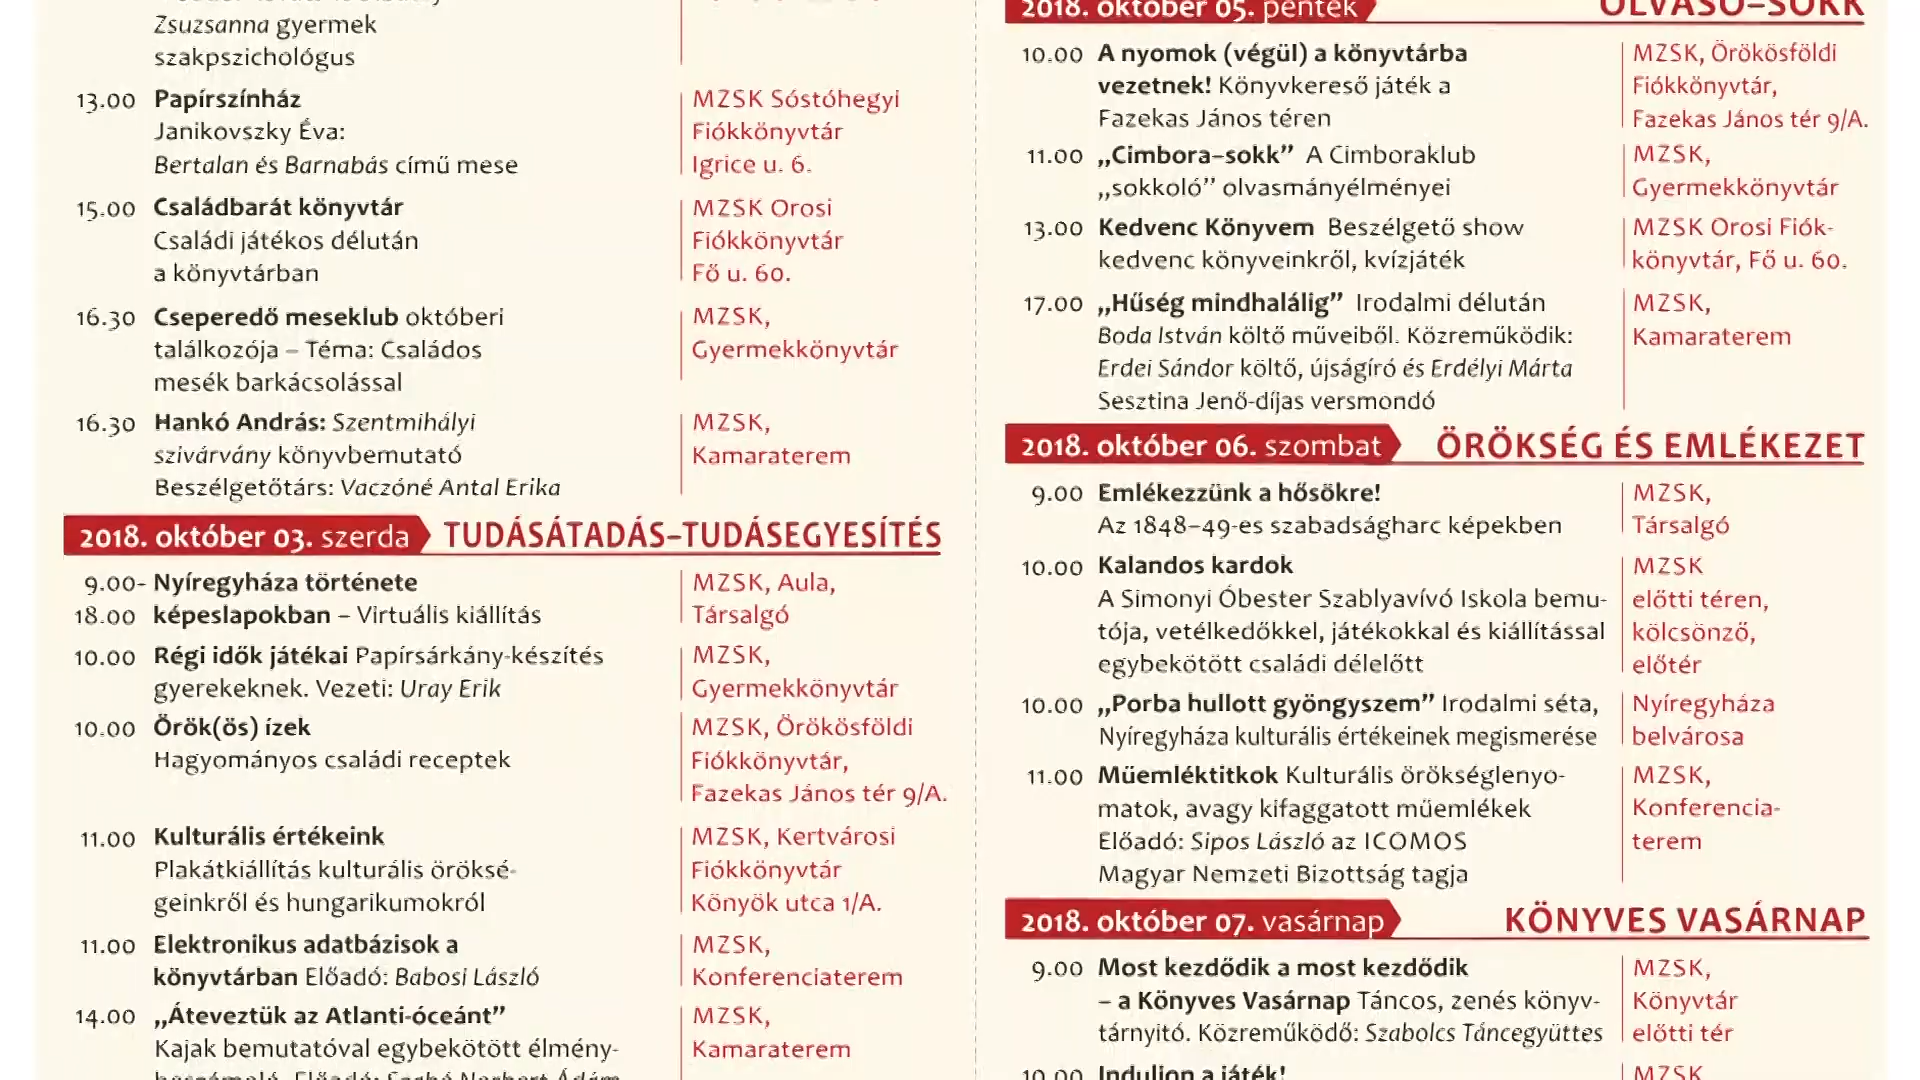 Zsuzsanna gyermek
szakpszichológus
13.00 Papírszínház
Janikovszky Éva:
Bertalan és Barnabás című mese
MZSK Sóstóhegyi
Fiókkönyvtár
Igrice u. 6.
15.00 Családbarát könyvtár
Családi játékos délután
a könyvtárban
MZSK Orosi
Fiókkönyvtár
Fő u. 60.
16.30 Cseperedő meseklub októberi
találkozója – Téma: Családos
mesék barkácsolással
MZSK,
Gyermekkönyvtár
16.30 Hankó András: Szentmihályi
szivárvány könyvbemutató
Beszélgetőtárs: Vaczóné Antal Erika
MZSK,
Kamaraterem
2018. október 03. szerda TUDÁSÁTADÁS–TUDÁSEGYESÍTÉS
9.00- Nyíregyháza története
18.00 képeslapokban – Virtuális kiállítás
MZSK, Aula,
Társalgó
10.00 Régi idők játékai Papírsárkány-készítés
gyerekeknek. Vezeti: Uray Erik
MZSK,
Gyermekkönyvtár
10.00 Örök(ös) ízek
Hagyományos családi receptek
MZSK, Örökösföldi
Fiókkönyvtár,
Fazekas János tér 9/A.
11.00 Kulturális értékeink
Plakátkiállítás kulturális öröksé-
geinkről és hungarikumokról
MZSK, Kertvárosi
Fiókkönyvtár
Könyök utca 1/A.
11.00 Elektronikus adatbázisok a
könyvtárban Előadó: Babosi László
MZSK,
Konferenciaterem
14.00 „Áteveztük az Atlanti-óceánt”
Kajak bemutatóval egybekötött élmény-
MZSK,
Kamaraterem
2018. október 05. péntek OLVASÓ–SOKK
10.00 A nyomok (végül) a könyvtárba
vezetnek! Könyvkereső játék a
Fazekas János téren
MZSK, Örökösföldi
Fiókkönyvtár,
Fazekas János tér 9/A.
11.00 „Cimbora–sokk” A Cimboraklub
„sokkoló” olvasmányélményei
MZSK,
Gyermekkönyvtár
13.00 Kedvenc Könyvem Beszélgető show
kedvenc könyveinkről, kvízjáték
MZSK Orosi Fiók-
könyvtár, Fő u. 60.
17.00 „Hűség mindhalálig” Irodalmi délután
Boda István költő műveiből. Közreműködik:
Erdei Sándor költő, újságíró és Erdélyi Márta
Sesztina Jenő-díjas versmondó
MZSK,
Kamaraterem
2018. október 06. szombat ÖRÖKSÉG ÉS EMLÉKEZET
9.00 Emlékezzünk a hősökre!
Az 1848–49-es szabadságharc képekben
MZSK,
Társalgó
10.00 Kalandos kardok
A Simonyi Óbester Szablyavívó Iskola bemu-
tója, vetélkedőkkel, játékokkal és kiállítással
egybekötött családi délelőtt
MZSK
előtti téren,
kölcsönző,
előtér
10.00 „Porba hullott gyöngyszem” Irodalmi séta,
Nyíregyháza kulturális értékeinek megismerése
Nyíregyháza
belvárosa
11.00 Műemléktitkok Kulturális örökséglenyo-
matok, avagy kifaggatott műemlékek
Előadó: Sipos László az ICOMOS
Magyar Nemzeti Bizottság tagja
MZSK,
Konferencia-
terem
2018. október 07. vasárnap KÖNYVES VASÁRNAP
9.00 Most kezdődik a most kezdődik
– a Könyves Vasárnap Táncos, zenés könyv-
tárnyitó. Közreműködő: Szabolcs Táncegyüttes
MZSK,
Könyvtár
előtti tér
10.00 Induljon a játék!
MZSK